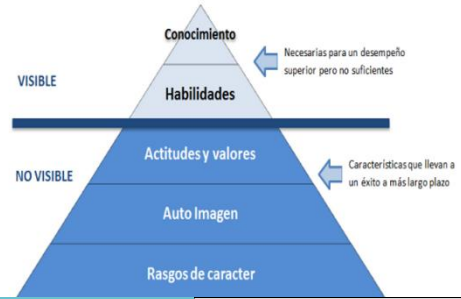 Conocimiento
Necesarias para un desempeño
superior pero no suficientes
VISIBLE
Habilidades
Actitudes y valores
Características que llevan a
un éxito a más largo plazo
NO VISIBLE
Auto Imagen
Rasgos de caracter